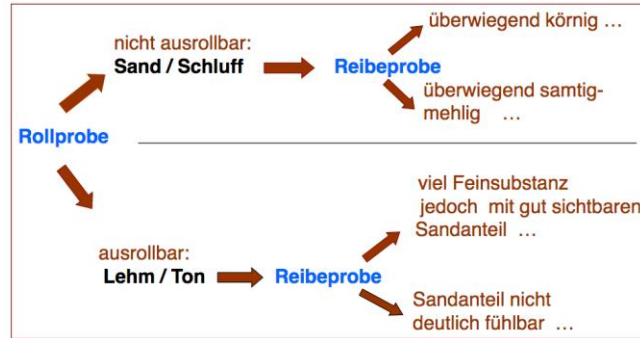 nicht ausrollbar:
Sand / Schluff
Reibeprobe
überwiegend körnig …
überwiegend samtig-
mehlig …
Rollprobe
ausrollbar:
Lehm / Ton
Reibeprobe
viel Feinsubstanz
jedoch mit gut sichtbaren
Sandanteil …
Sandanteil nicht
deutlich fühlbar …